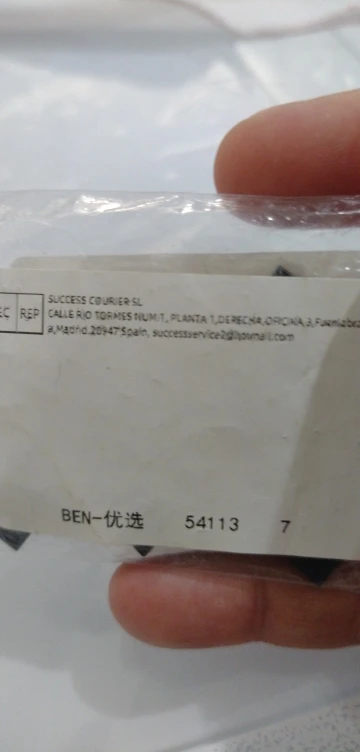 EC REP SUCCESS COURIER SL
CALLE RIO TORMES NUM.1, PLANTA 1,DERECHA,OFICINA,3,Fuenlabra
a,Madrid.28947 Spain, successservice2@hotmail.com
BEN-优选 54113 7